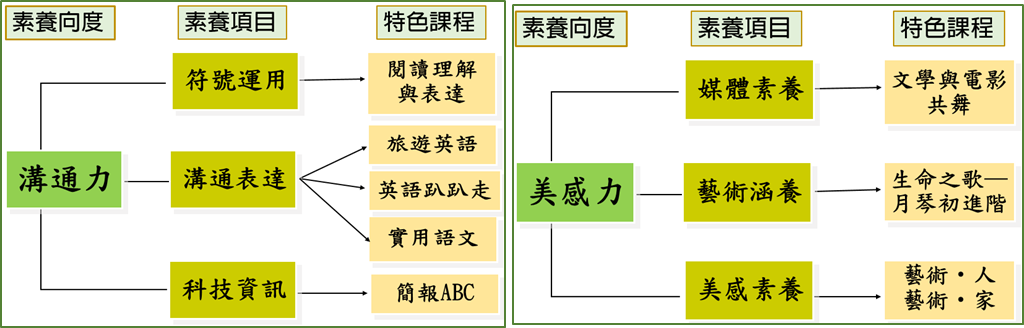 素養向度
素養項目
特色課程
溝通力
符號運用
閱讀理解
與表達
溝通表達
旅遊英語
英語趴趴走
實用語文
科技資訊
簡報ABC
素養向度
素養項目
特色課程
美感力
媒體素養
文學與電影
共舞
藝術涵養
生命之歌—
月琴初進階
美感素養
藝術・人
藝術・家